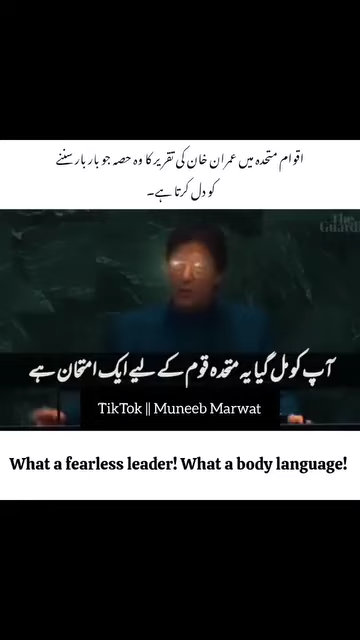 اقوام متحدہ میں عمران خان کی تقریر کا وہ حصہ جو بار بار سننے
کو دل کرتا ہے۔
The
Guard
آپ کو مل گیا یہ متحدہ قوم کے لیے ایک امتحان ہے
TikTok || Muneeb Marwat
What a fearless leader! What a body language!